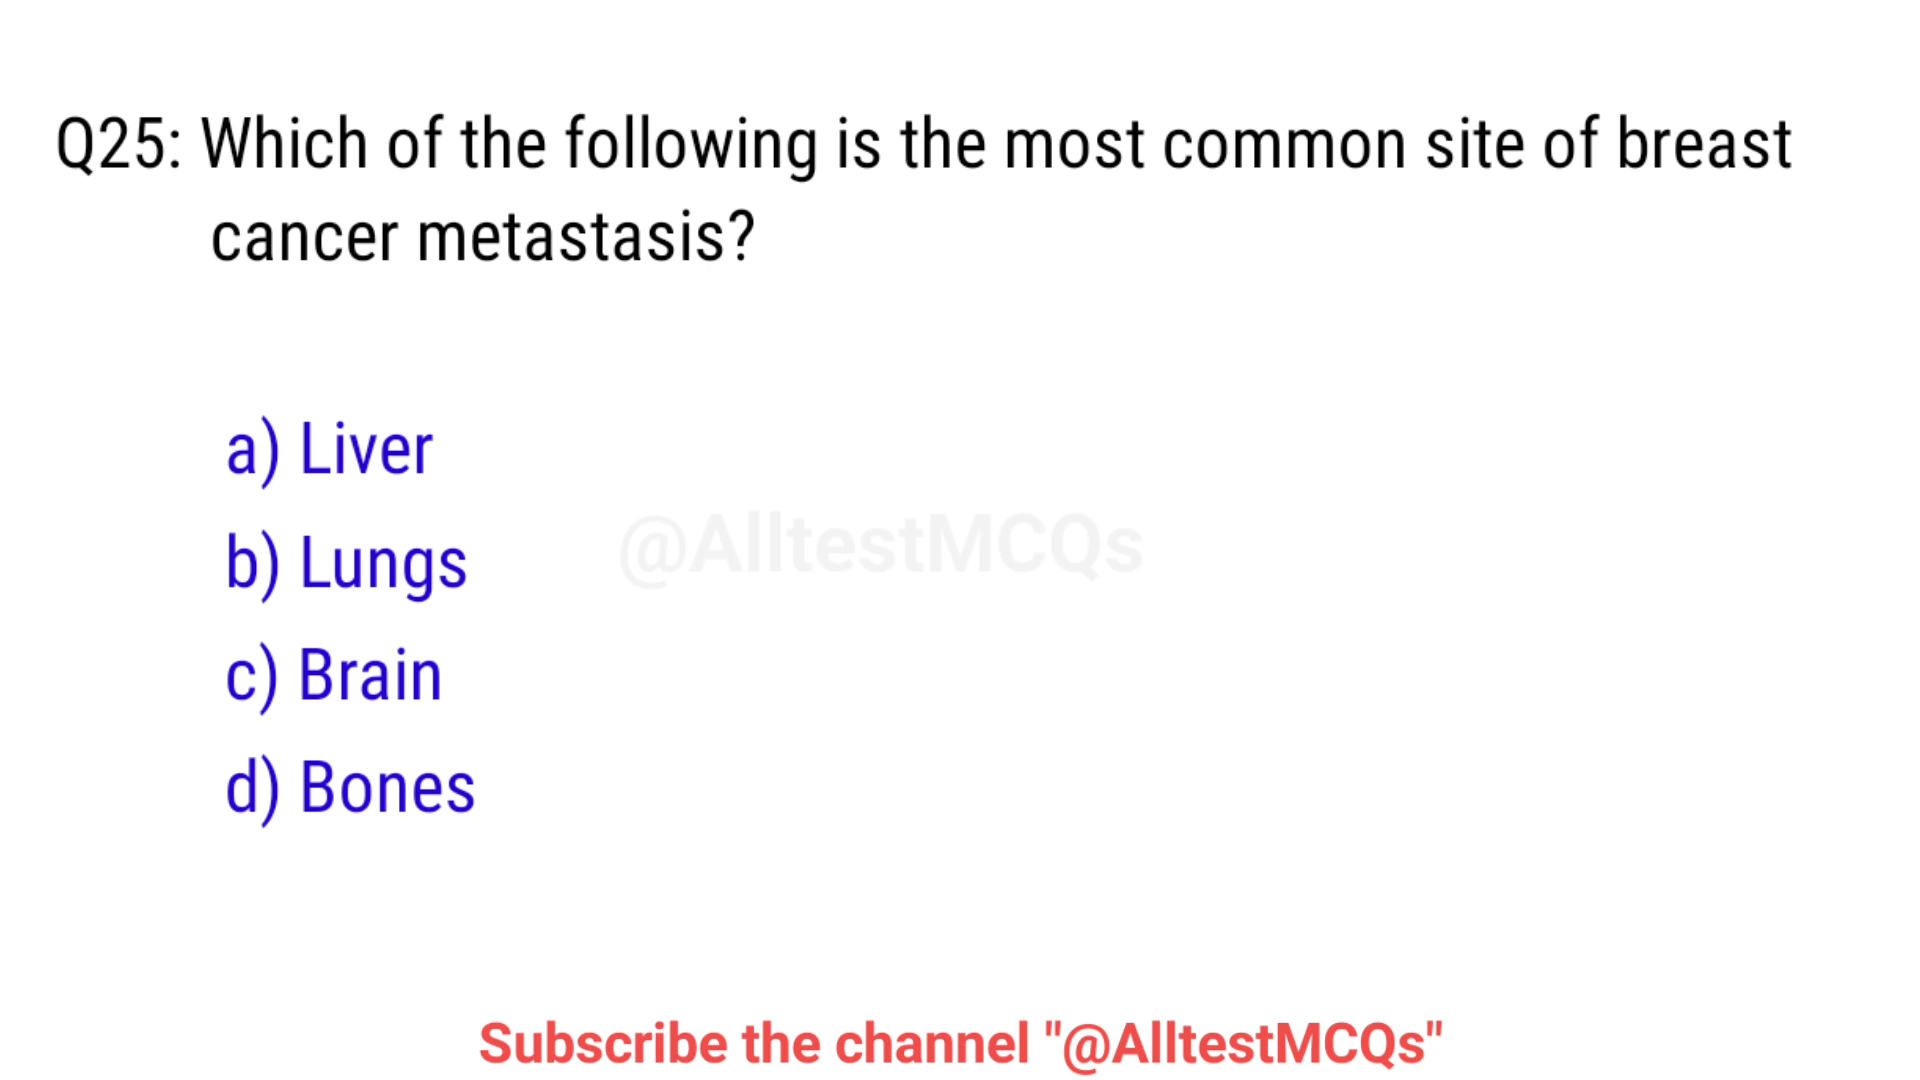 Q25: Which of the following is the most common site of breast
cancer metastasis?
a) Liver
@AlltestMCQs
b) Lungs
c) Brain
d) Bones
Subscribe the channel "@AlltestMCQs"